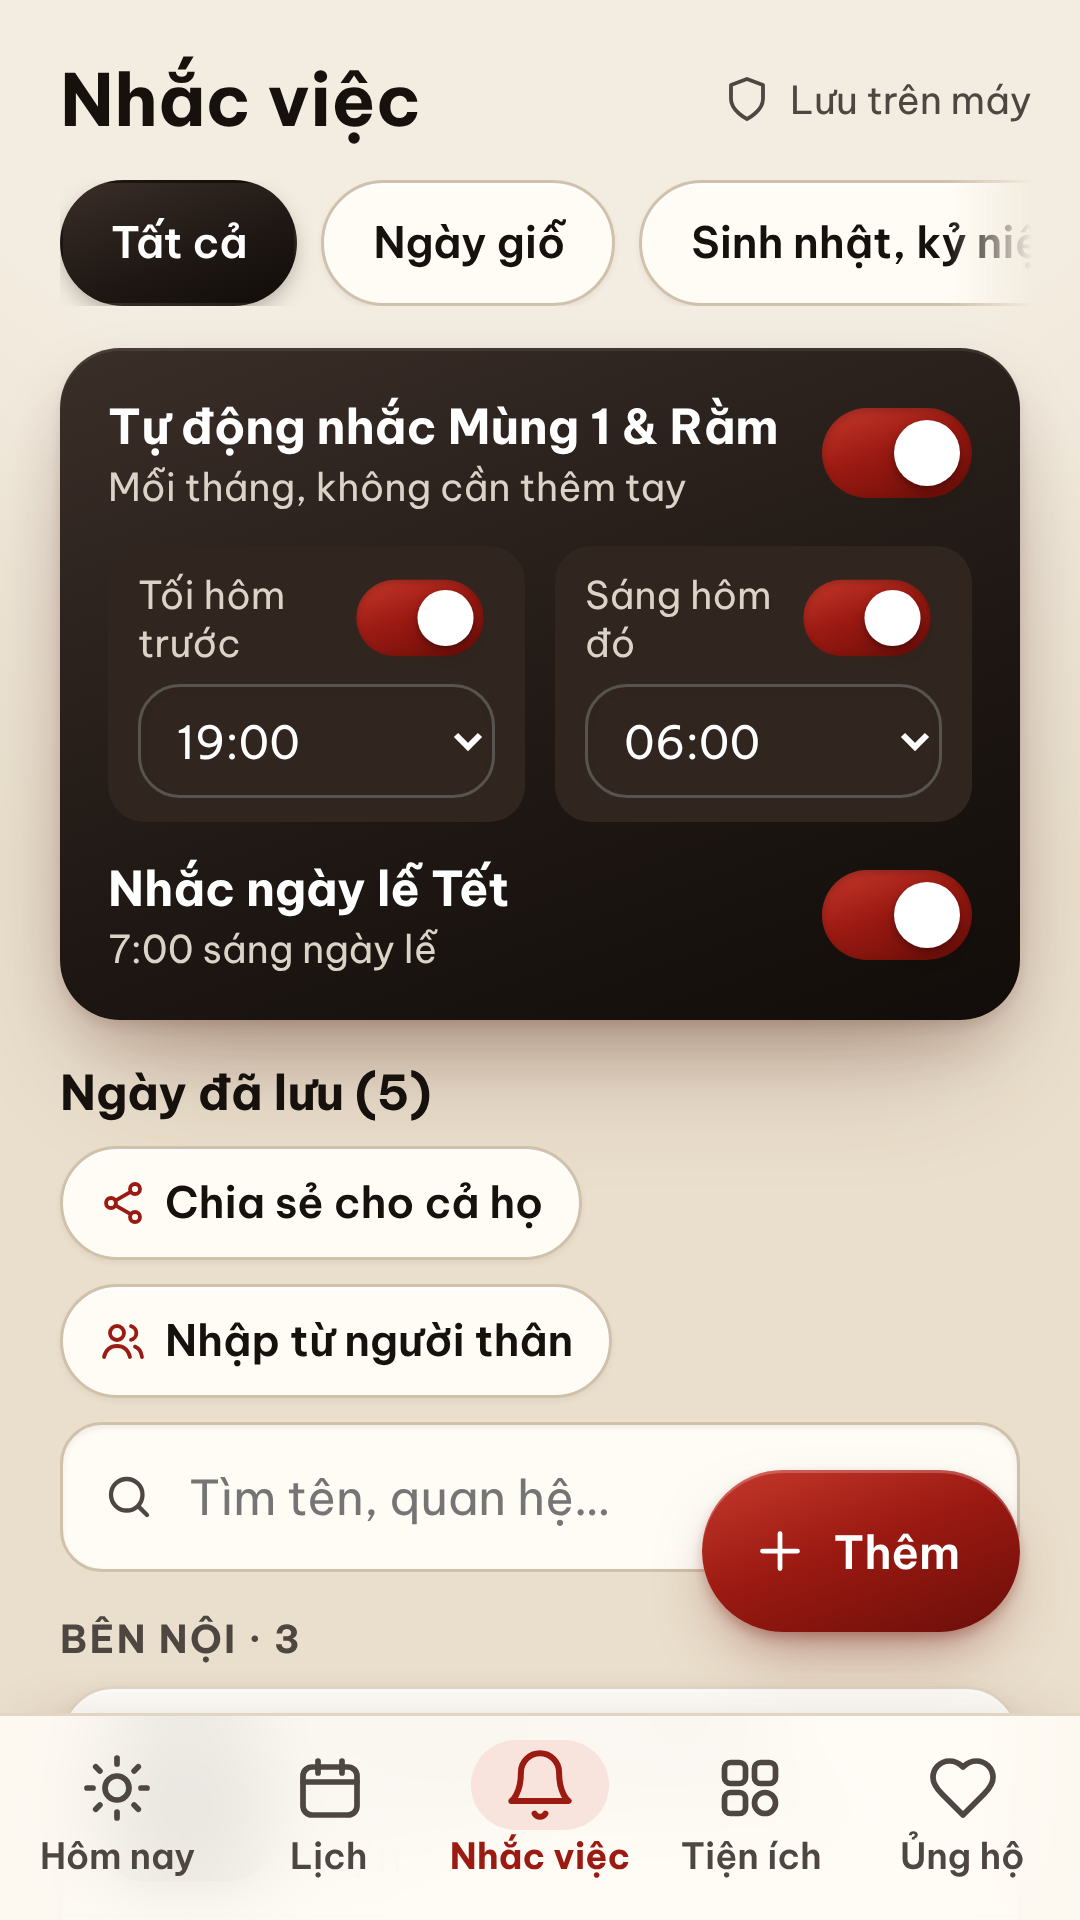 Nhắc việc
Lưu trên máy
Tất cả
Ngày giỗ
Sinh nhật, kỷ
Tự động nhắc Mùng 1 & Rằm
Mỗi tháng, không cần thêm tay
Tối hôm
trước
Sáng hôm
đó
19:00
06:00
Nhắc ngày lễ Tết
7:00 sáng ngày lễ
Ngày đã lưu (5)
Chia sẻ cho cả họ
Nhập từ người thân
Tìm tên, quan hệ...
Thêm
BÊN NỘI · 3
Hôm nay
Lịch
Nhắc việc
Tiện ích
Ủng hộ